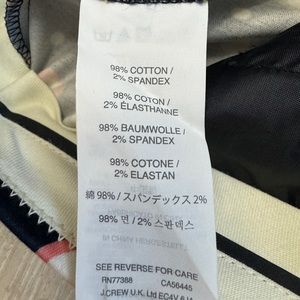 98% COTTON /
2% SPANDEX
98% COTON /
2% ÉLASTHANNE
98% BAUMWOLLE /
2% SPANDEX
98% COTONE /
2% ELASTAN
綿 98% / スパンデックス 2%
98% 면 / 2% 스판덱스
SEE REVERSE FOR CARE
RN77388 CA56445
J.CREW U.K. Ltd EC4V